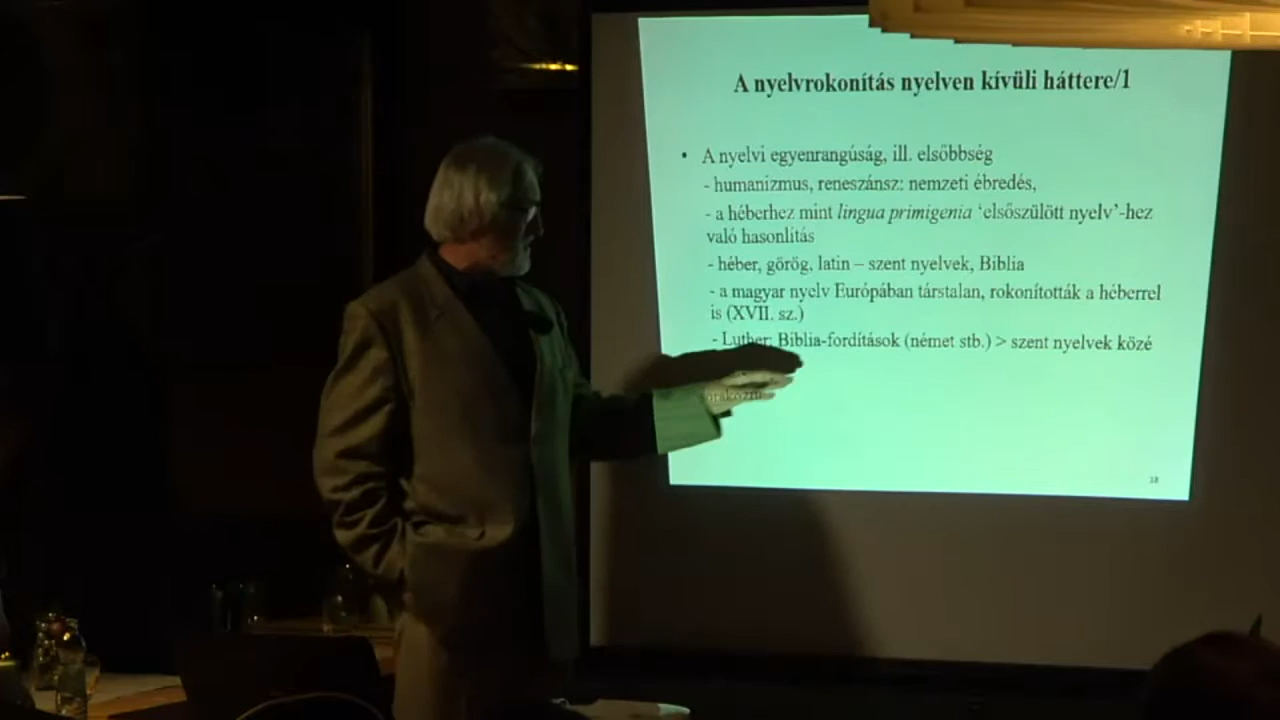 A nyelvrokonítás nyelven kívüli háttere/1
• A nyelvi egyenrangúság, ill. elsőbbség
- humanizmus, reneszánsz: nemzeti ébredés,
- a héberhez mint lingua primigenia ‘elsőszülött nyelv’-hez
való hasonlítás
- héber, görög, latin – szent nyelvek, Biblia
- a magyar nyelv Európában társtalan, rokonították a héberrel
is (XVII. sz.)
- Luther: Biblia-fordítások (német stb.) > szent nyelvek közé